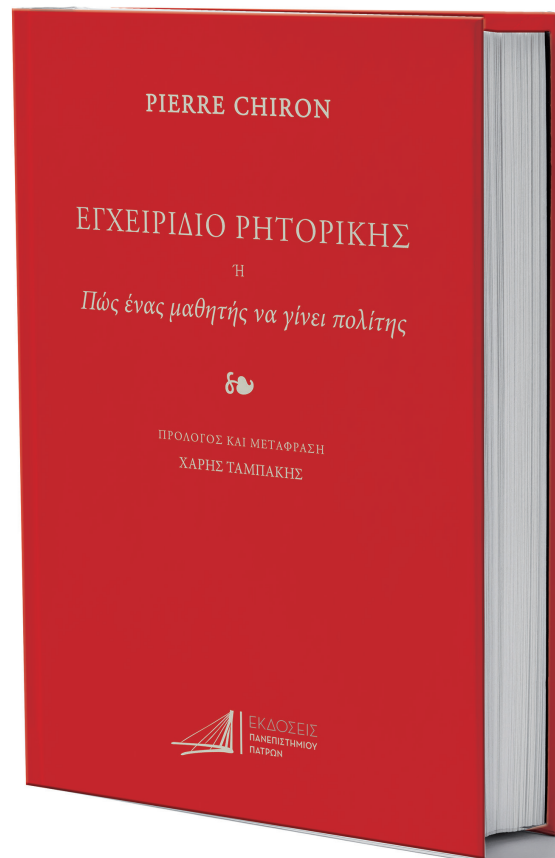 PIERRE CHIRON
ΕΓΧΕΙΡΙΔΙΟ ΡΗΤΟΡΙΚΗΣ
Ή
Πώς ένας μαθητής να γίνει πολίτης
ΠΡΟΛΟΓΟΣ ΚΑΙ ΜΕΤΑΦΡΑΣΗ
ΧΑΡΗΣ ΤΑΜΠΑΚΗΣ
ΕΚΔΟΣΕΙΣ
ΠΑΝΕΠΙΣΤΗΜΙΟΥ
ΠΑΤΡΩΝ